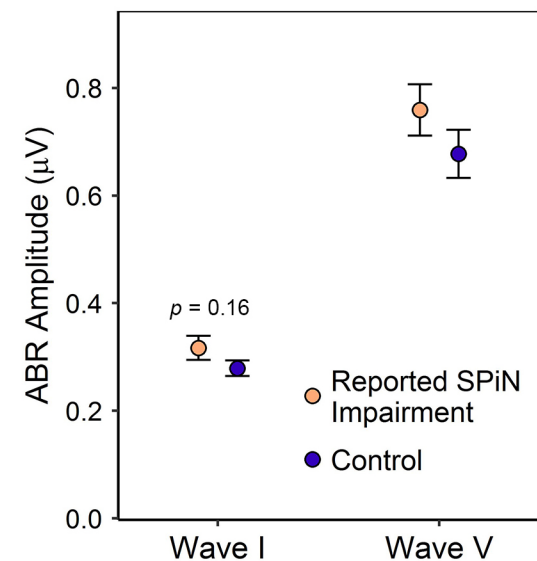 ABR Amplitude (μV)
0.8
0.6
0.4
0.2
0.0
p = 0.16
Reported SPiN
Impairment
Control
Wave I
Wave V